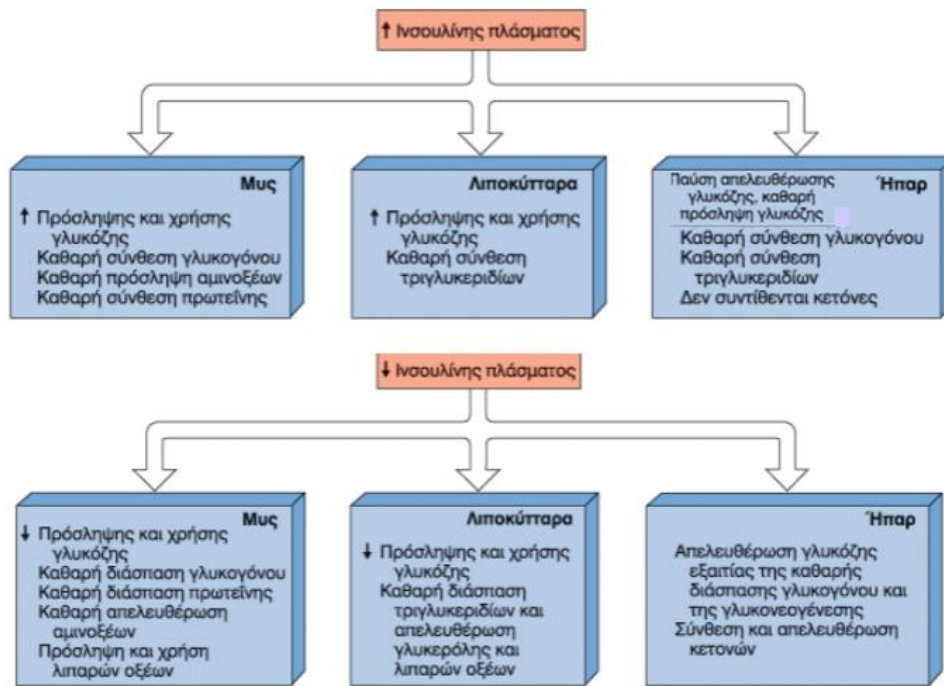 ↑ Ινσουλίνης πλάσματος
Μυς
↑ Πρόσληψης και χρήσης
γλυκόζης
Καθαρή σύνθεση γλυκογόνου
Καθαρή πρόσληψη αμινοξέων
Καθαρή σύνθεση πρωτεΐνης
Λιποκύτταρα
↑ Πρόσληψης και χρήσης
γλυκόζης
Καθαρή σύνθεση
τριγλυκεριδίων
Ήπαρ
Παύση απελευθέρωσης
γλυκόζης, καθαρή
πρόσληψη γλυκόζης
Καθαρή σύνθεση γλυκογόνου
Καθαρή σύνθεση
τριγλυκεριδίων
Δεν συντίθενται κετόνες
↓ Ινσουλίνης πλάσματος
Μυς
↓ Πρόσληψης και χρήσης
γλυκόζης
Καθαρή διάσπαση γλυκογόνου
Καθαρή διάσπαση πρωτεΐνης
Καθαρή απελευθέρωση
αμινοξέων
Πρόσληψη και χρήση
λιπαρών οξέων
Λιποκύτταρα
↓ Πρόσληψης και χρήσης
γλυκόζης
Καθαρή διάσπαση
τριγλυκεριδίων και
απελευθέρωση
γλυκερόλης και
λιπαρών οξέων
Ήπαρ
Απελευθέρωση γλυκόζης
εξαιτίας της καθαρής
διάσπασης γλυκογόνου και
της γλυκονεογένεσης
Σύνθεση και απελευθέρωση
κετονών